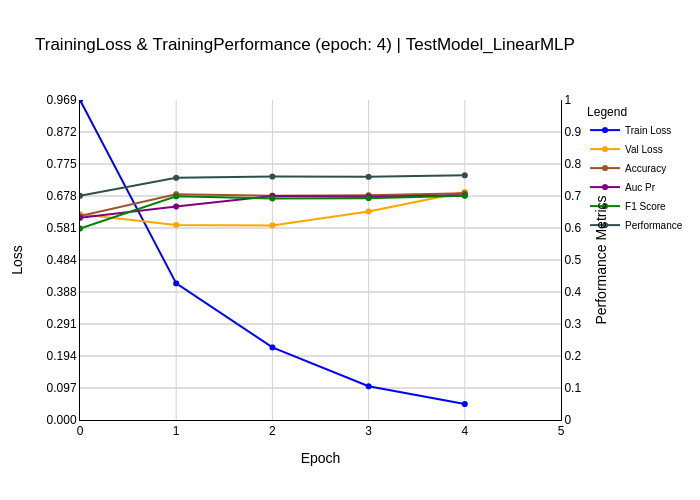 TrainingLoss & TrainingPerformance (epoch: 4) | TestModel_LinearMLP
0.969
0.872
0.775
0.678
0.581
0.484
0.388
0.291
0.194
0.097
0.000
Loss
0
1
2
3
4
5
Epoch
1
0.9
0.8
0.7
0.6
0.5
0.4
0.3
0.2
0.1
0
Performance Metrics
Legend
Train Loss
Val Loss
Accuracy
Auc Pr
F1 Score
Performance